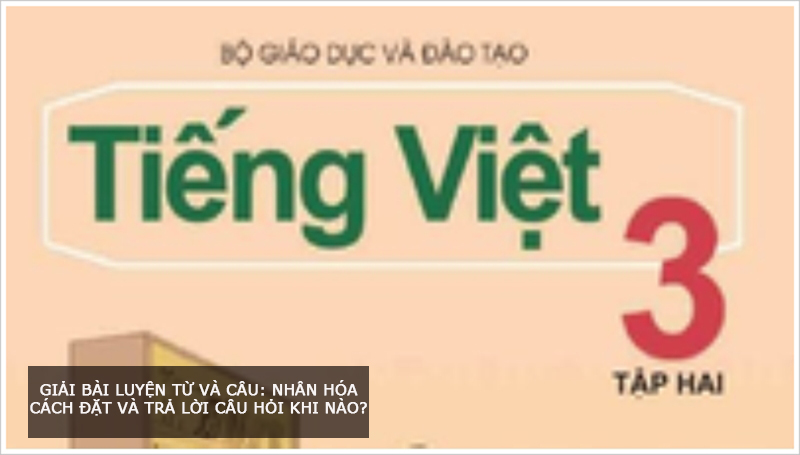 BỘ GIÁO DỤC VÀ ĐÀO TẠO
Tiếng Việt
3
TẬP HAI
GIẢI BÀI LUYỆN TỪ VÀ CÂU: NHÂN HÓA
CÁCH ĐẶT VÀ TRẢ LỜI CÂU HỎI KHI NÀO?